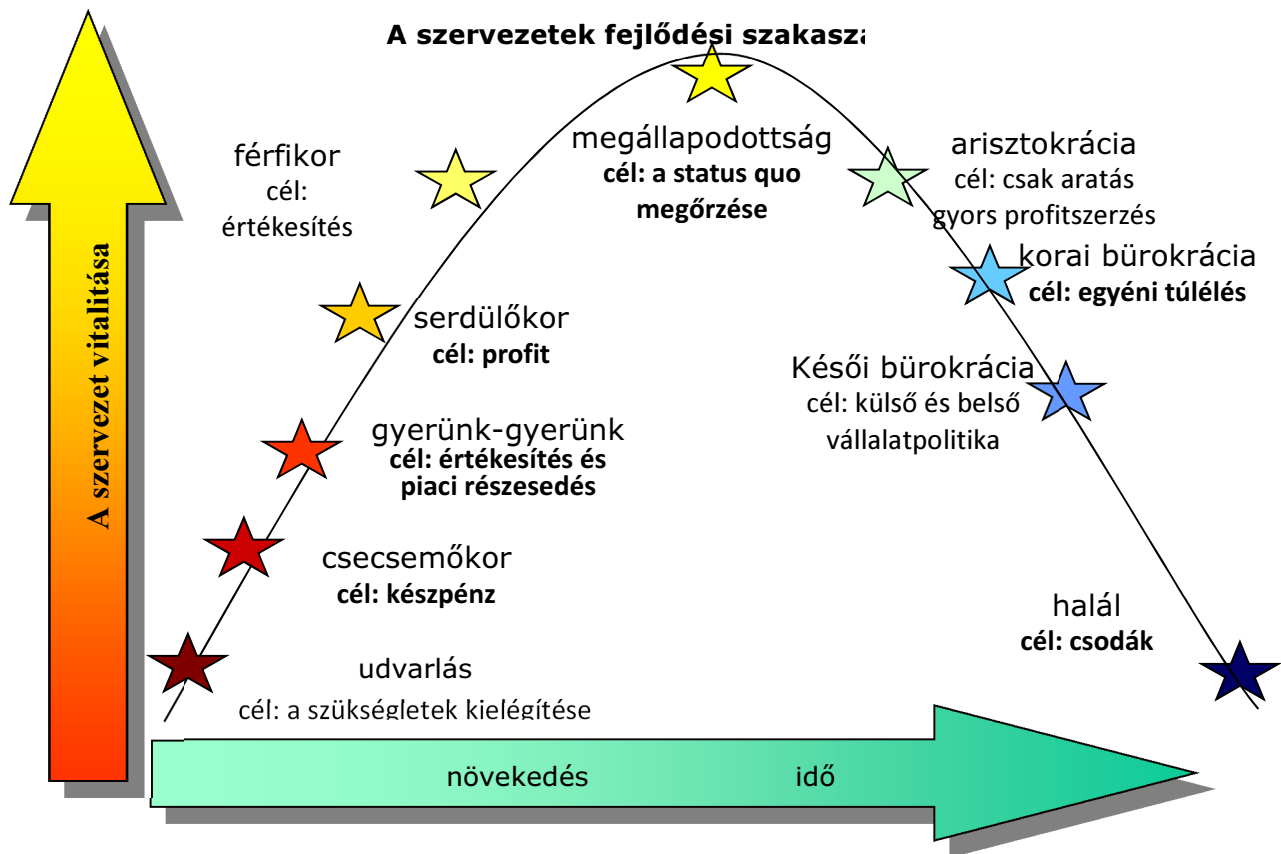 A szervezetek fejlődési szakasza
férfikor
cél:
értékesítés
megállapodottság
cél: a status quo
megőrzése
arisztokrácia
cél: csak aratás
gyors profitszerzés
korai bürokrácia
cél: egyéni túlélés
serdülőkor
cél: profit
Késői bürokrácia
cél: külső és belső
vállalatpolitika
gyerünk-gyerünk
cél: értékesítés és
piaci részesedés
csecsemőkor
cél: készpénz
halál
cél: csodák
udvarlás
cél: a szükségletek kielégítése
A szervezet vitalitása
növekedés idő